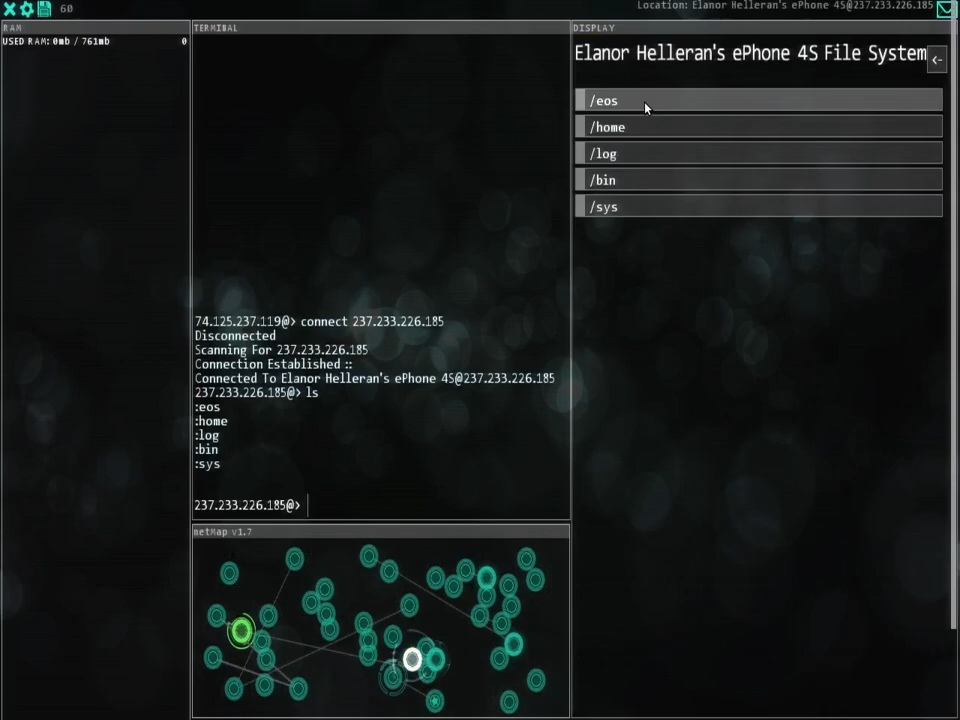 60
Location: Elanor Helleran's ePhone 4S@237.233.226.185
RAM
USED RAM: 0mb / 761mb 0
TERMINAL
74.125.237.119@> connect 237.233.226.185
Disconnected
Scanning For 237.233.226.185
Connection Established ::
Connected To Elanor Helleran's ePhone 4S@237.233.226.185
237.233.226.185@> ls
:eos
:home
:log
:bin
:sys
237.233.226.185@>
netMap v1.7
DISPLAY
Elanor Helleran's ePhone 4S File System
<-
/eos
/home
/log
/bin
/sys